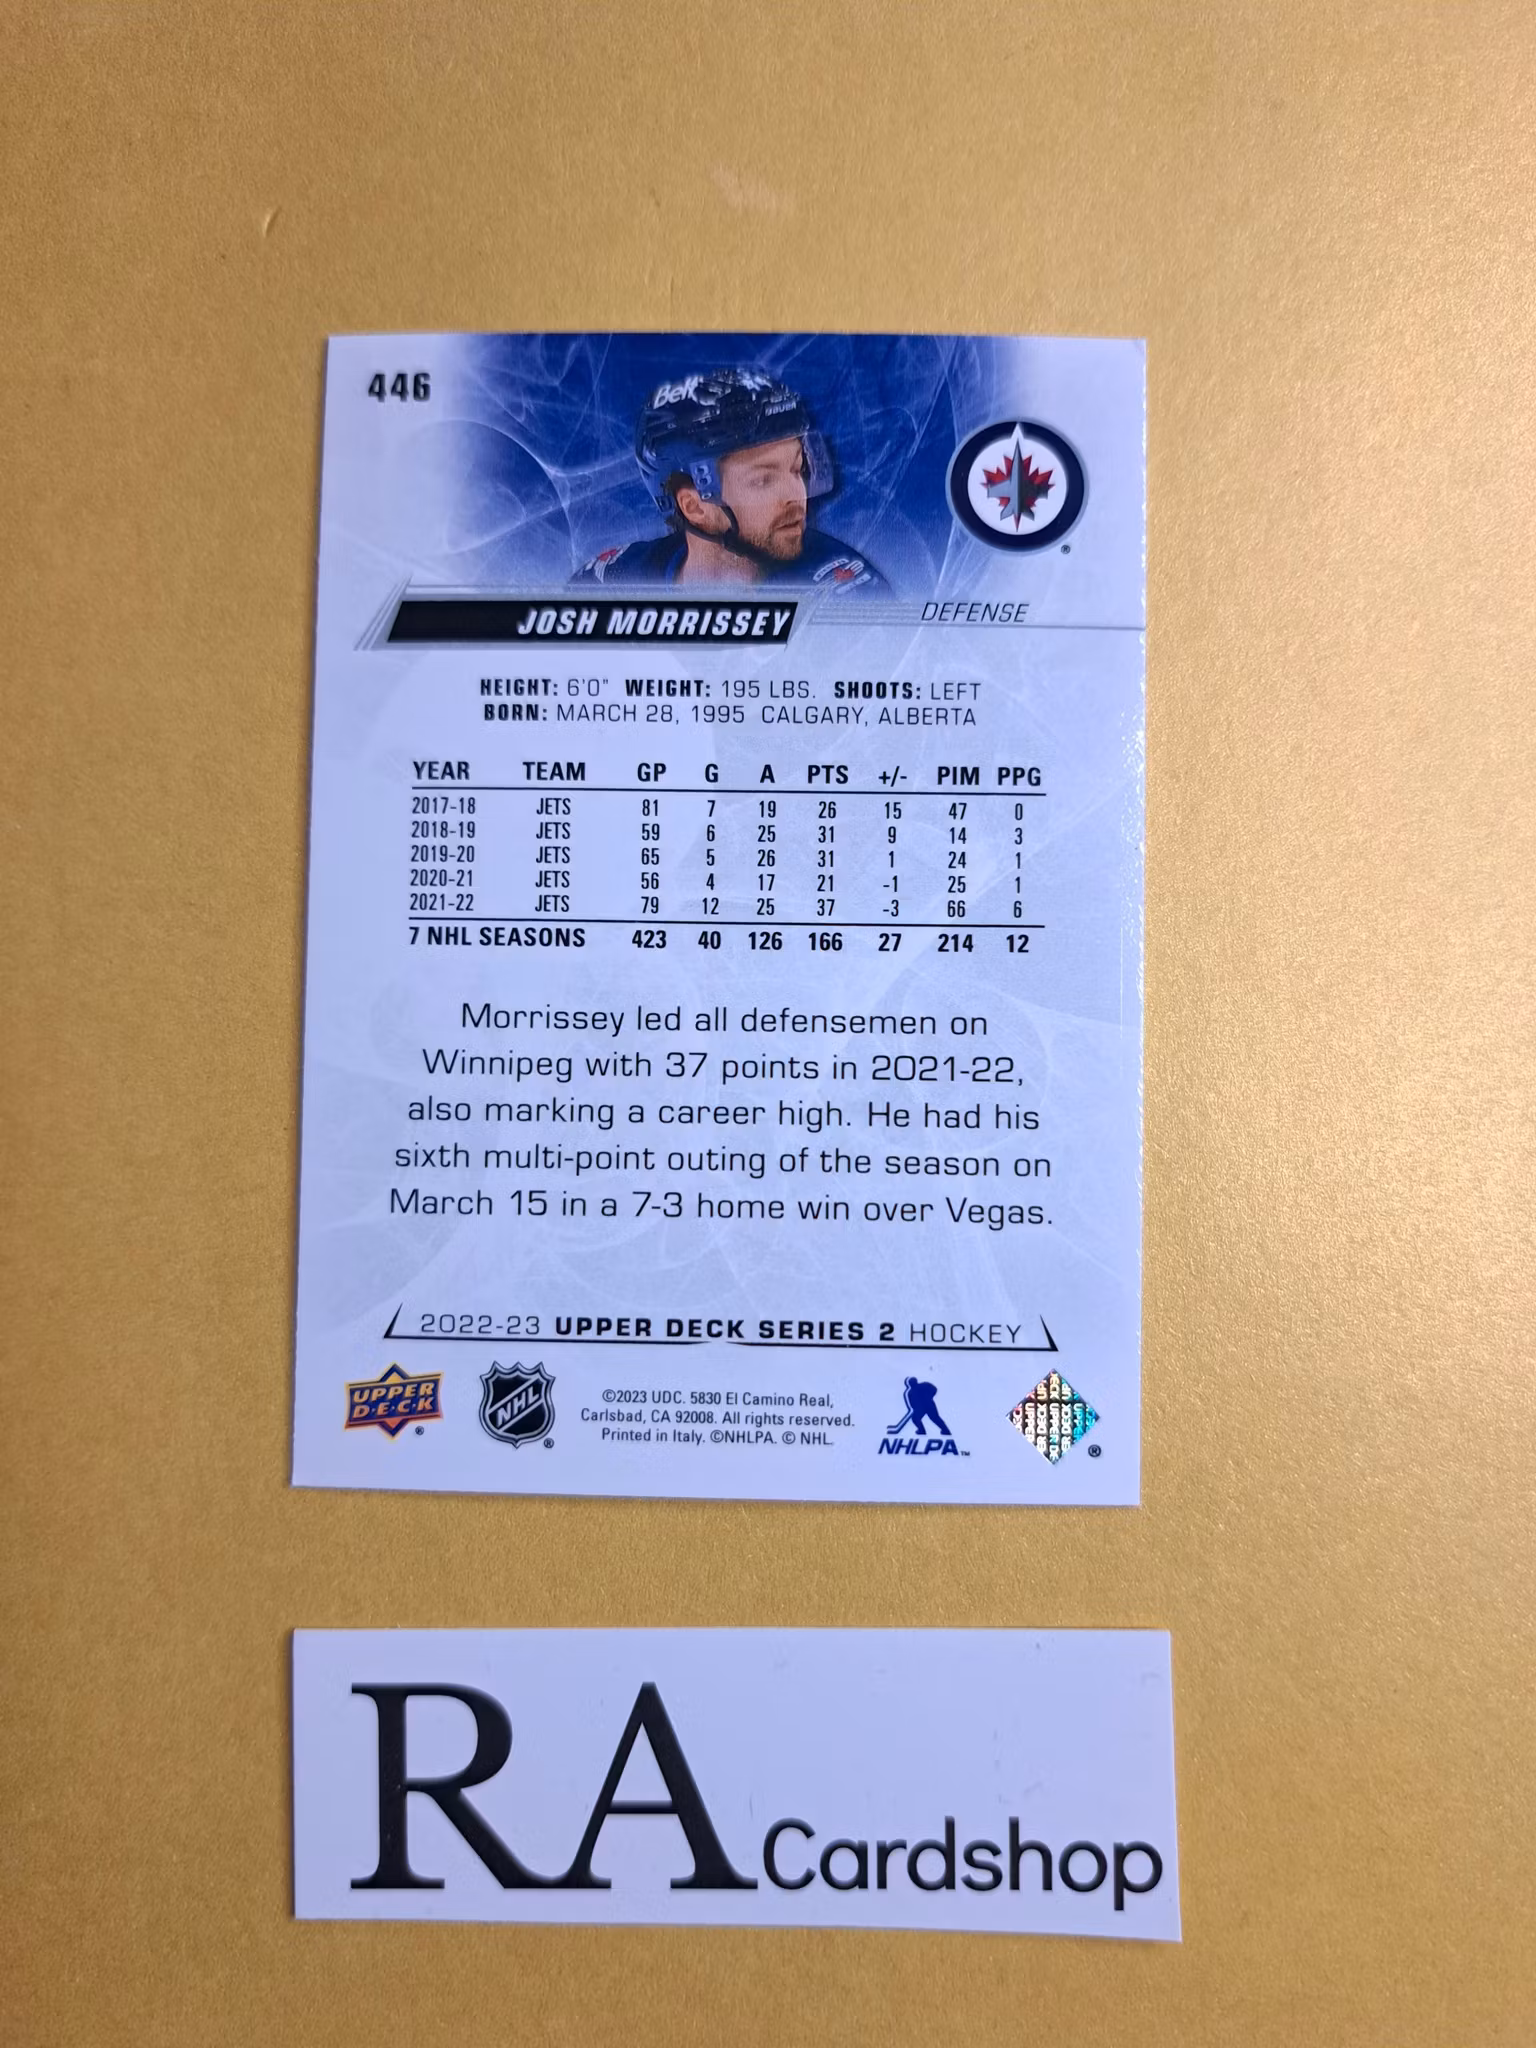 446
Bell
BAUER
JOSH MORRISSEY
DEFENSE
HEIGHT: 6'0" WEIGHT: 195 LBS. SHOOTS: LEFT
BORN: MARCH 28, 1995 CALGARY, ALBERTA
YEAR TEAM GP G A PTS +/- PIM PPG
2017-18 JETS 81 7 19 26 15 47 0
2018-19 JETS 59 6 25 31 9 14 3
2019-20 JETS 65 5 26 31 1 24 1
2020-21 JETS 56 4 17 21 -1 25 1
2021-22 JETS 79 12 25 37 -3 66 6
7 NHL SEASONS 423 40 126 166 27 214 12
Morrissey led all defensemen on
Winnipeg with 37 points in 2021-22,
also marking a career high. He had his
sixth multi-point outing of the season on
March 15 in a 7-3 home win over Vegas.
2022-23 UPPER DECK SERIES 2 HOCKEY
UPPER
D·E·C·K ®
NHL ®
©2023 UDC. 5830 El Camino Real,
Carlsbad, CA 92008. All rights reserved.
Printed in Italy. ©NHLPA. © NHL.
NHLPA™
®
RA Cardshop